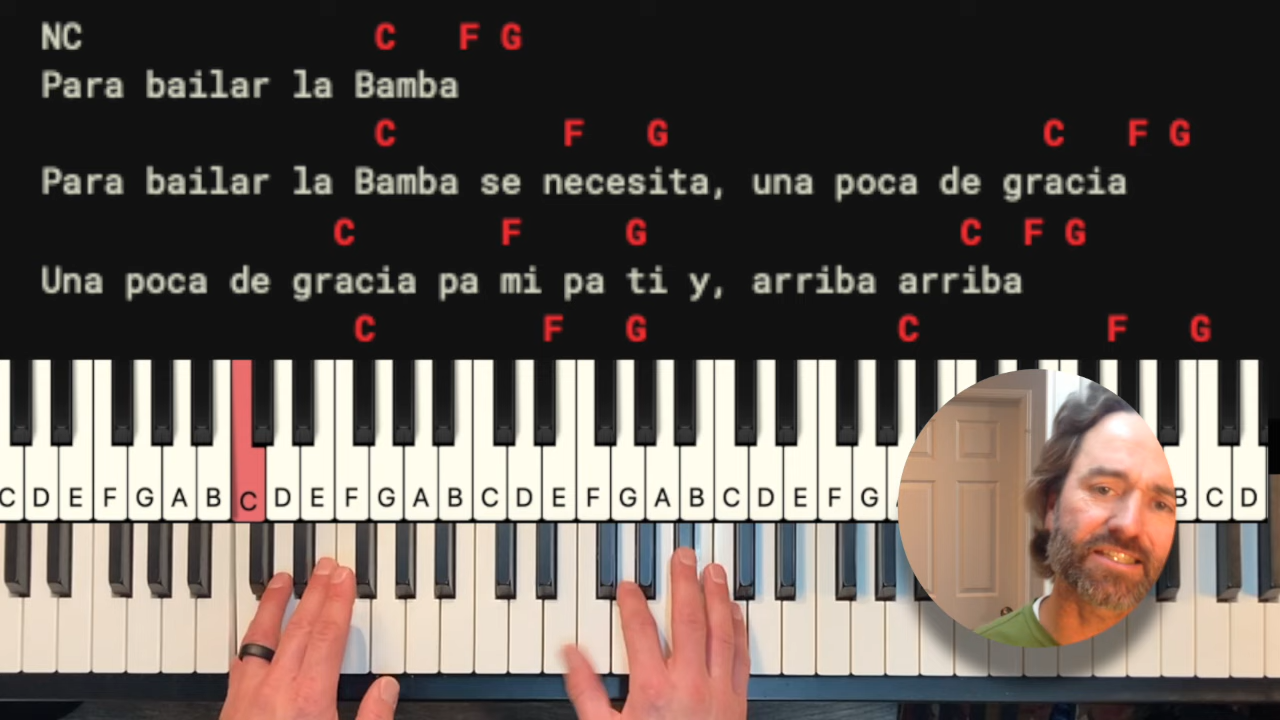 NC C F G
Para bailar la Bamba
C F G C F G
Para bailar la Bamba se necesita, una poca de gracia
C F G C F G
Una poca de gracia pa mi pa ti y, arriba arriba
C F G C F G
C D E F G A B C D E F G A B C D E F G A B C D E F G B C D